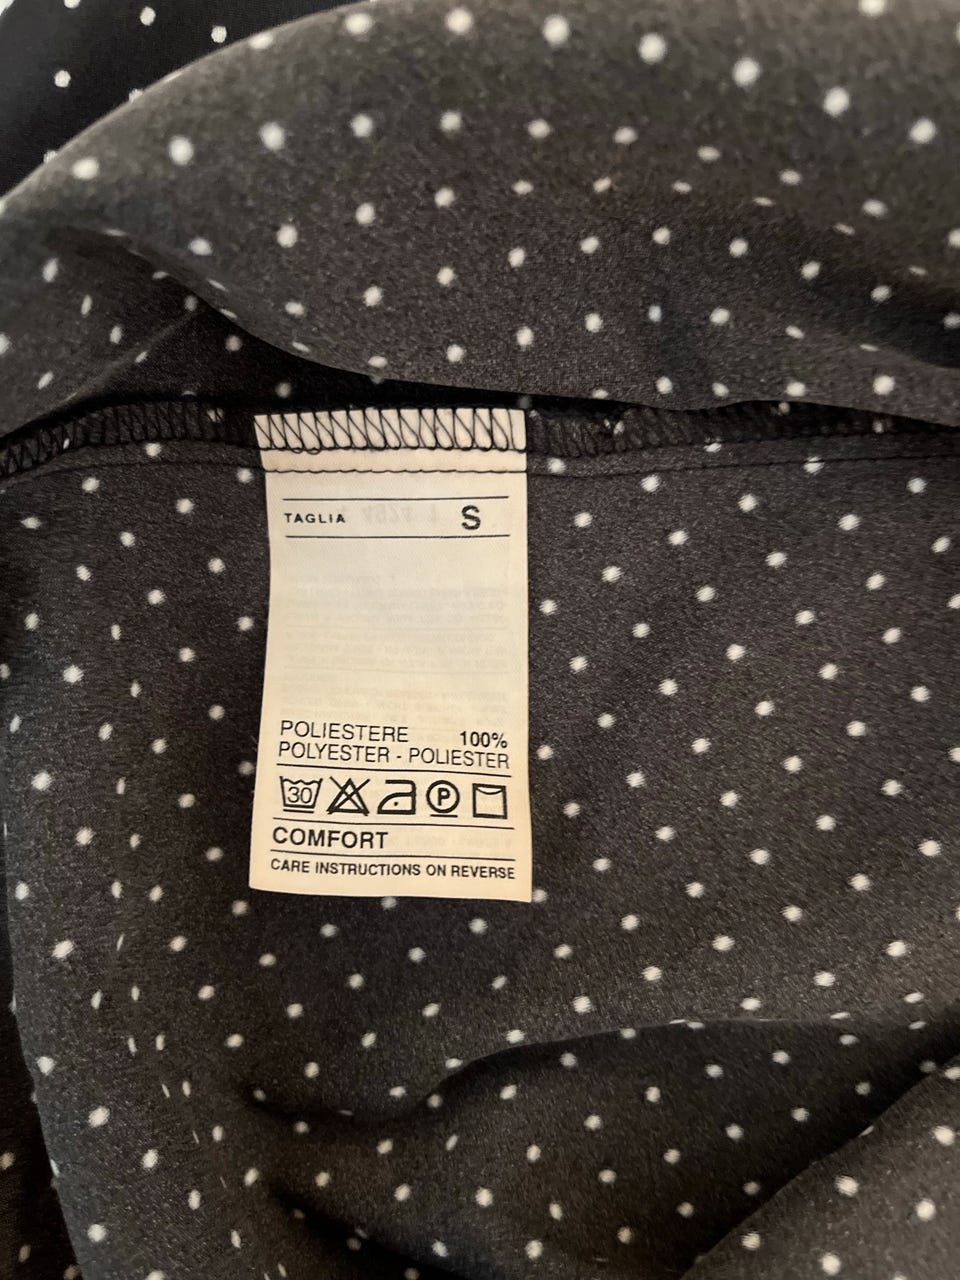 TAGLIA S
POLIESTERE 100%
POLYESTER - POLIESTER
30 P
COMFORT
CARE INSTRUCTIONS ON REVERSE